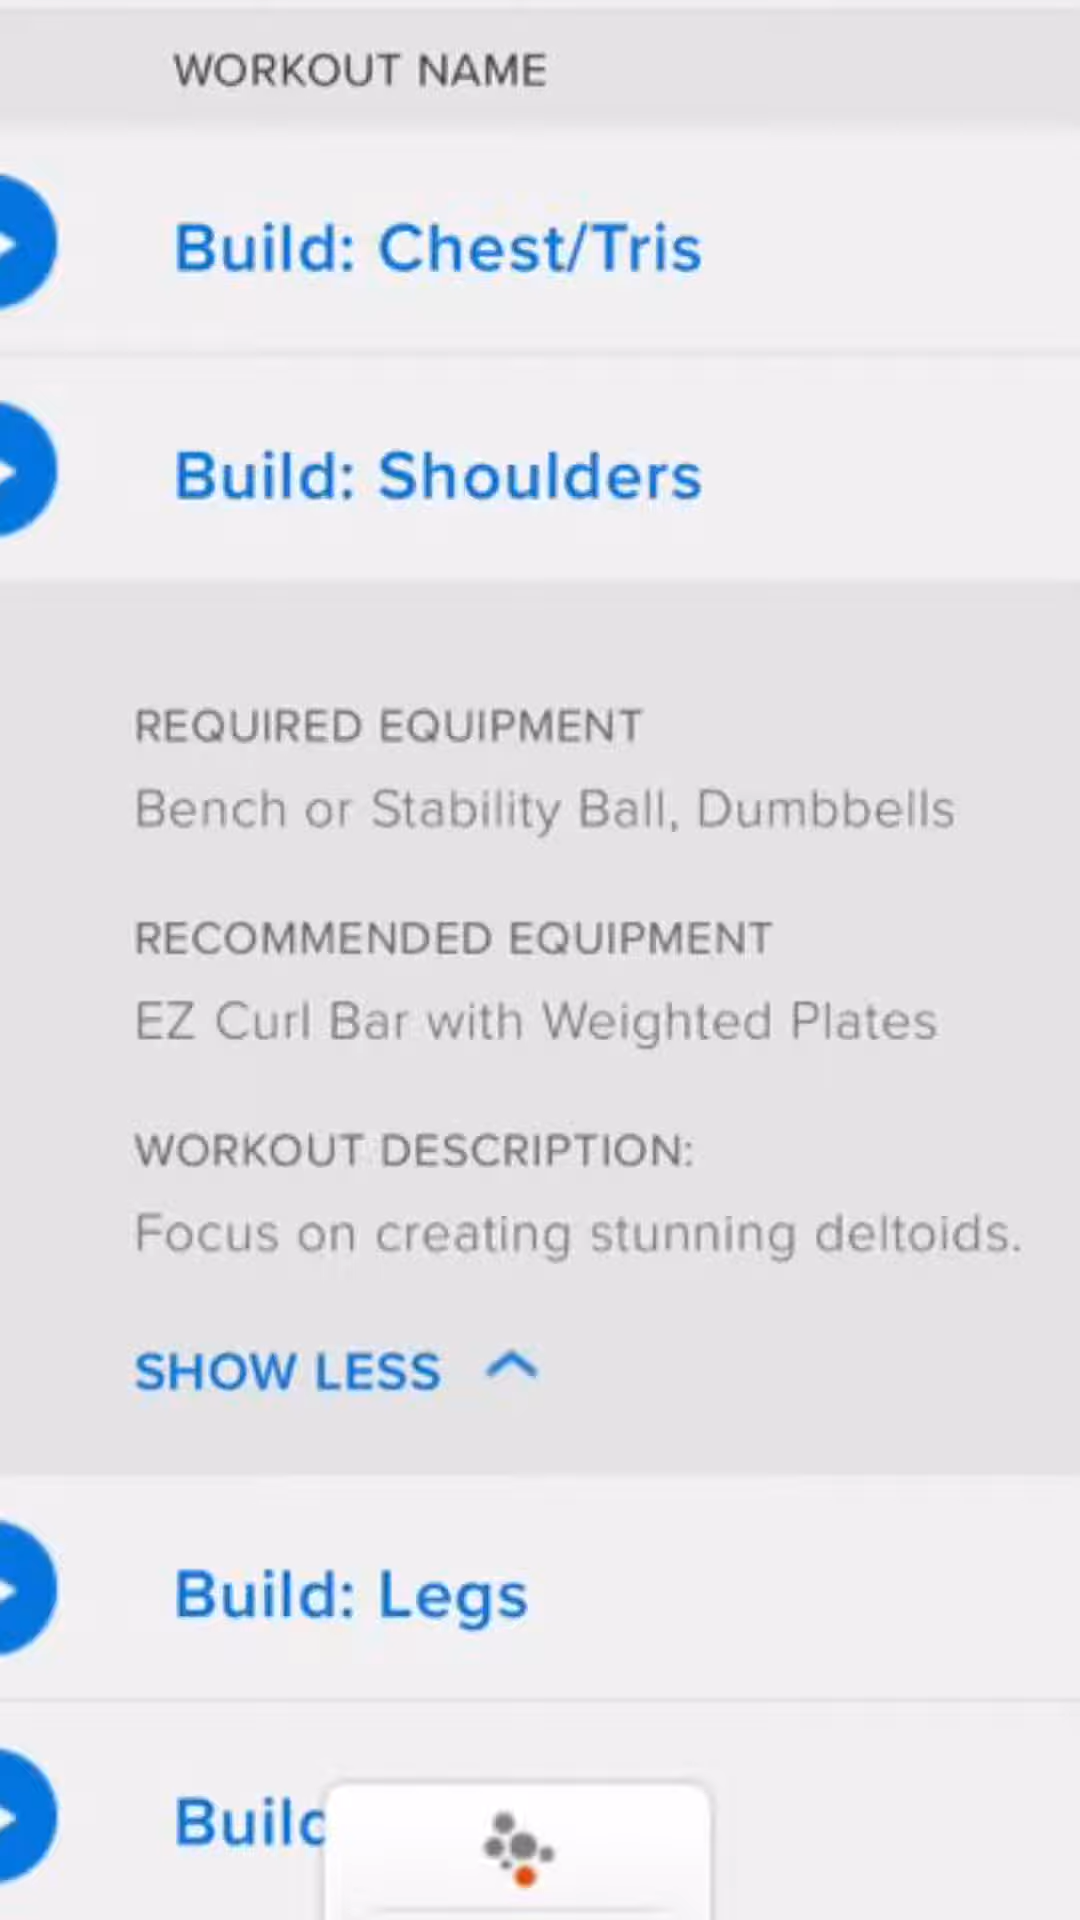 WORKOUT NAME
Build: Chest/Tris
Build: Shoulders
REQUIRED EQUIPMENT
Bench or Stability Ball, Dumbbells
RECOMMENDED EQUIPMENT
EZ Curl Bar with Weighted Plates
WORKOUT DESCRIPTION:
Focus on creating stunning deltoids.
SHOW LESS
Build: Legs